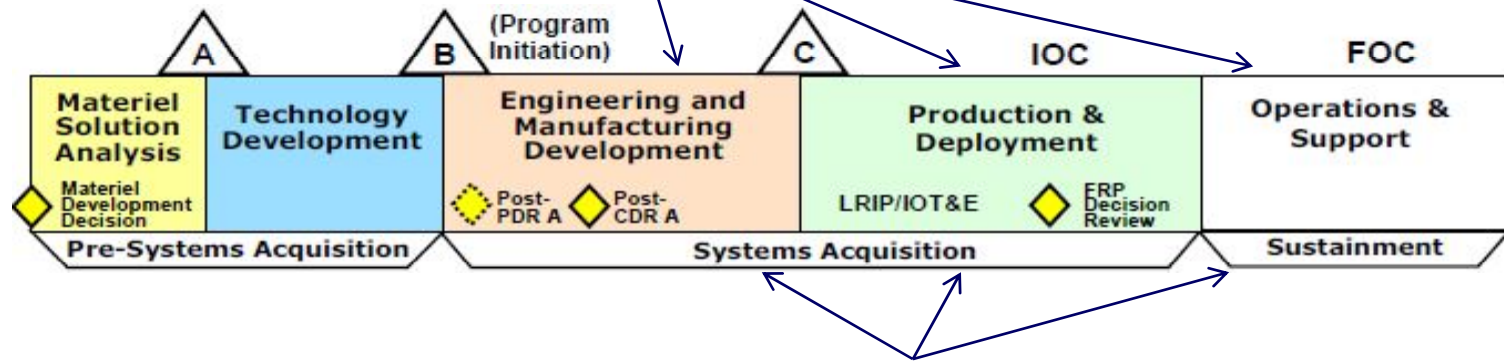 A
B
(Program
Initiation)
C
IOC
FOC
Materiel
Solution
Analysis
Materiel
Development
Decision
Technology
Development
Engineering and
Manufacturing
Development
Post-
PDR A
Post-
CDR A
Production &
Deployment
LRIP/IOT&E
ERP
Decision
Review
Operations &
Support
Pre-Systems Acquisition
Systems Acquisition
Sustainment